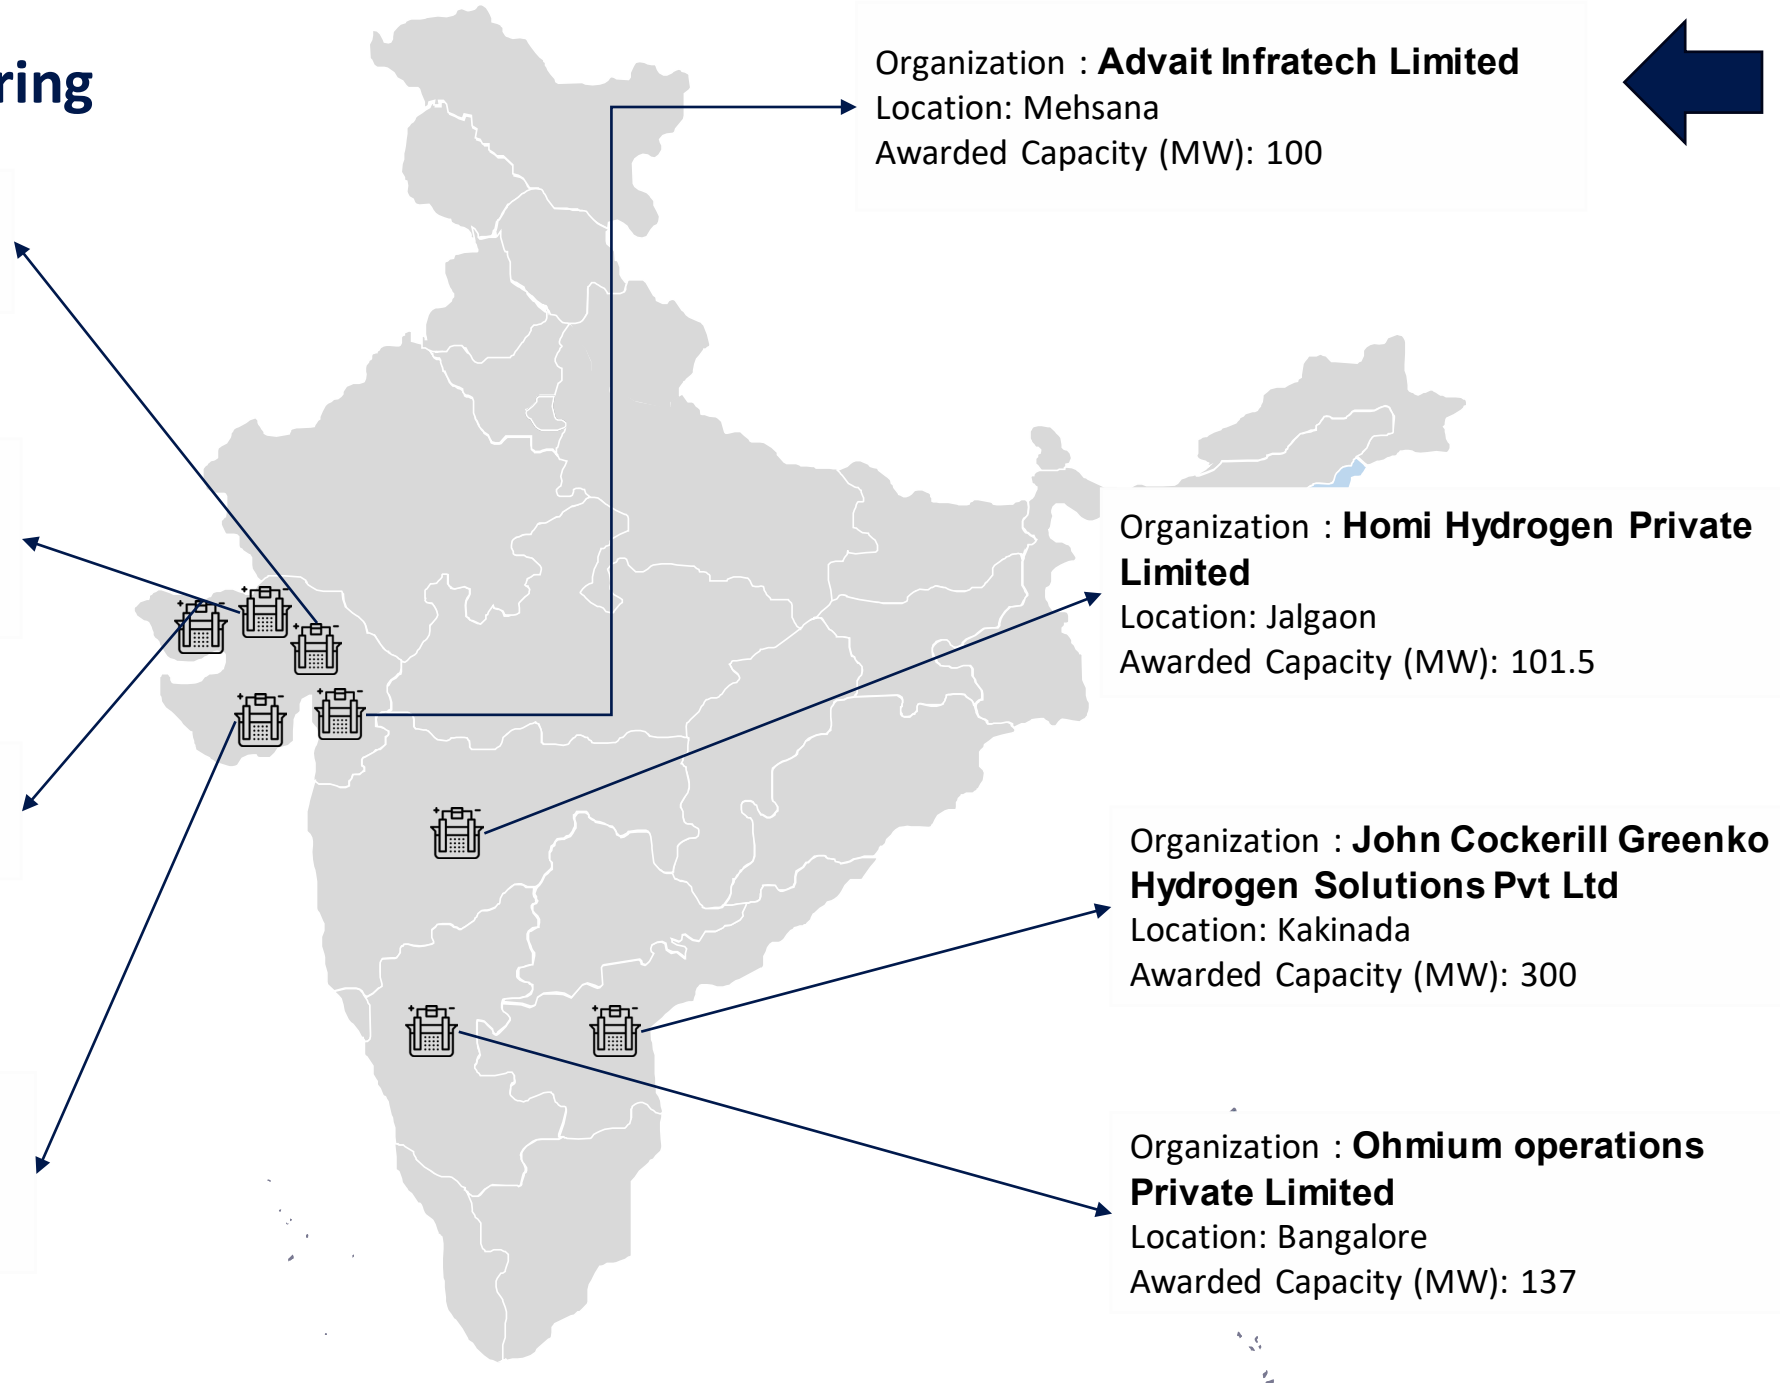 ring
Organization : Advait Infratech Limited
Location: Mehsana
Awarded Capacity (MW): 100
Organization : Homi Hydrogen Private
Limited
Location: Jalgaon
Awarded Capacity (MW): 101.5
Organization : John Cockerill Greenko
Hydrogen Solutions Pvt Ltd
Location: Kakinada
Awarded Capacity (MW): 300
Organization : Ohmium operations
Private Limited
Location: Bangalore
Awarded Capacity (MW): 137